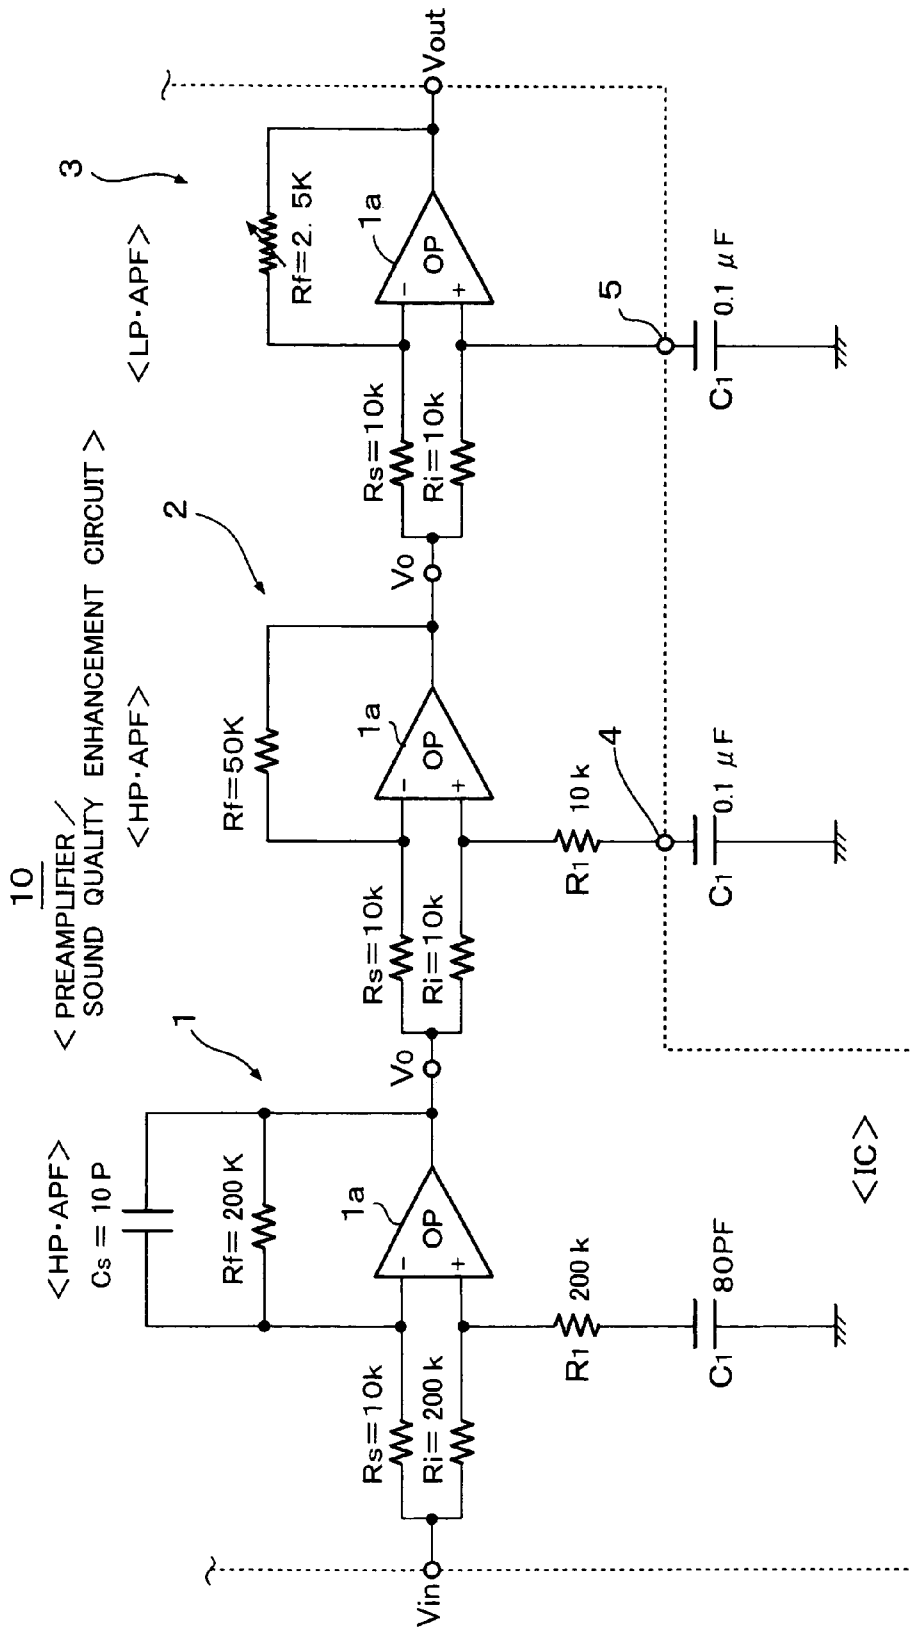 10
<PREAMPLIFIER/
SOUND QUALITY ENHANCEMENT CIRCUIT>
<HP·APF>
Cs = 10 P
Rf = 200 K
1
1a
OP
−
+
Rs = 10k
Ri = 200 k
Vin
R1
200 k
C1
80PF
Vo
<HP·APF>
2
Rf=50K
1a
OP
−
+
Rs=10k
Ri=10k
R1
10 k
4
C1
0.1 μF
Vo
<LP·APF>
3
Rf=2. 5K
1a
OP
−
+
Rs=10k
Ri=10k
5
C1
0.1 μF
Vout
<IC>